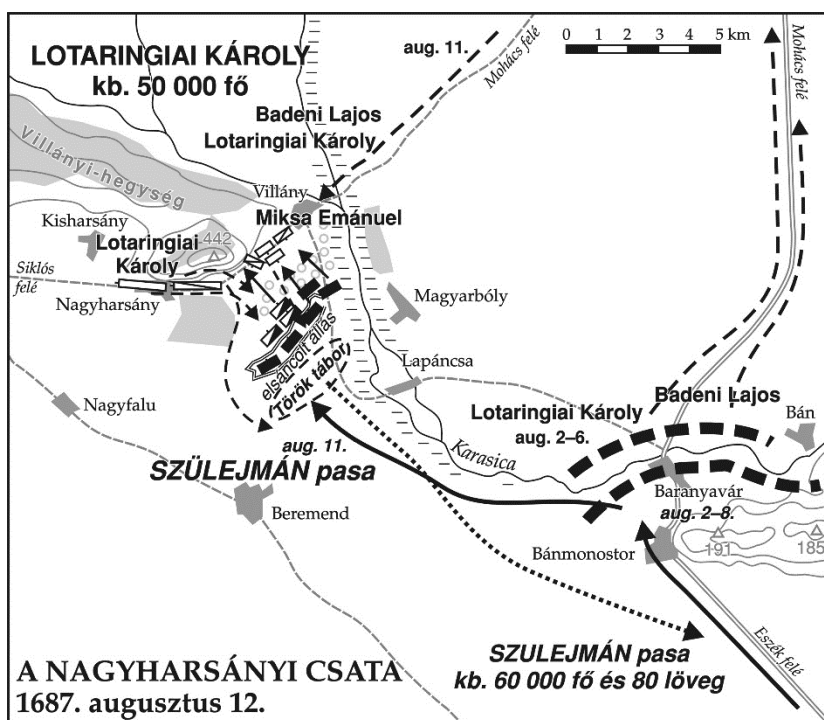 LOTARINGIAI KÁROLY
kb. 50 000 fő
aug. 11.
Mohács felé
0 1 2 3 4 5 km
Mohács felé
Badeni Lajos
Lotaringiai Károly
Villányi-hegység
Villány
Miksa Emánuel
Kisharsány
Lotaringiai
Károly
442
Siklós
felé
Nagyharsány
Magyarbóly
elsáncolt állás
Török tábor
Lapáncsa
Nagyfalu
Lotaringiai Károly
aug. 2–6.
Badeni Lajos
Bán
aug. 11.
SZÜLEJMÁN pasa
Karasica
Baranyavár
aug. 2–8.
Beremend
Bánmonostor
191
185
Eszék felé
SZULEJMÁN pasa
kb. 60 000 fő és 80 löveg
A NAGYHARSÁNYI CSATA
1687. augusztus 12.